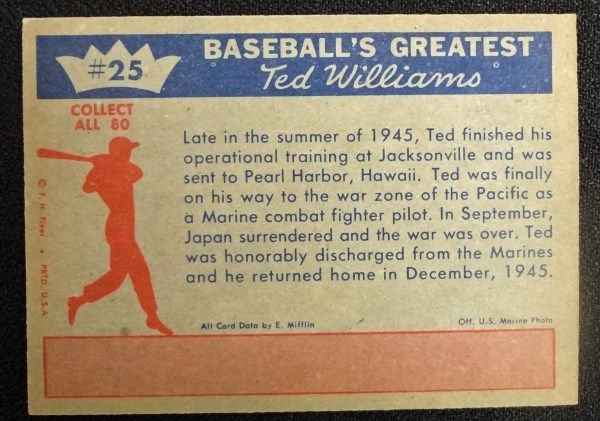 #25
BASEBALL'S GREATEST
Ted Williams
COLLECT
ALL 80
Late in the summer of 1945, Ted finished his
operational training at Jacksonville and was
sent to Pearl Harbor, Hawaii. Ted was finally
on his way to the war zone of the Pacific as
a Marine combat fighter pilot. In September,
Japan surrendered and the war was over. Ted
was honorably discharged from the Marines
and he returned home in December, 1945.
© F. H. Fleer • PRTD. U.S.A.
All Card Data by E. Mifflin
Off. U.S. Marine Photo